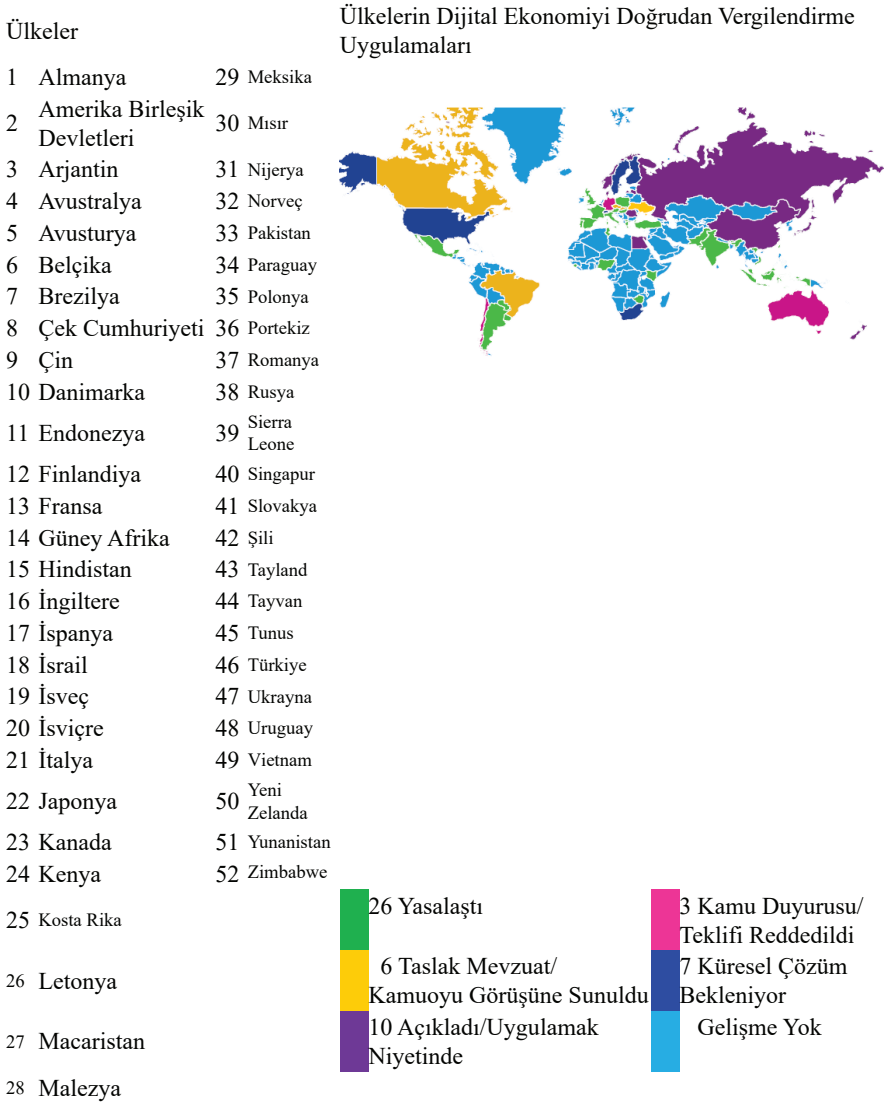 Ülkeler
Ülkelerin Dijital Ekonomiyi Doğrudan Vergilendirme
Uygulamaları
1 Almanya
2 Amerika Birleşik
Devletleri
3 Arjantin
4 Avustralya
5 Avusturya
6 Belçika
7 Brezilya
8 Çek Cumhuriyeti
9 Çin
10 Danimarka
11 Endonezya
12 Finlandiya
13 Fransa
14 Güney Afrika
15 Hindistan
16 İngiltere
17 İspanya
18 İsrail
19 İsveç
20 İsviçre
21 İtalya
22 Japonya
23 Kanada
24 Kenya
25 Kosta Rika
26 Letonya
27 Macaristan
28 Malezya
29 Meksika
30 Mısır
31 Nijerya
32 Norveç
33 Pakistan
34 Paraguay
35 Polonya
36 Portekiz
37 Romanya
38 Rusya
39 Sierra
Leone
40 Singapur
41 Slovakya
42 Şili
43 Tayland
44 Tayvan
45 Tunus
46 Türkiye
47 Ukrayna
48 Uruguay
49 Vietnam
50 Yeni
Zelanda
51 Yunanistan
52 Zimbabwe
26 Yasalaştı
6 Taslak Mevzuat/
Kamuoyu Görüşüne Sunuldu
10 Açıkladı/Uygulamak
Niyetinde
3 Kamu Duyurusu/
Teklifi Reddedildi
7 Küresel Çözüm
Bekleniyor
Gelişme Yok